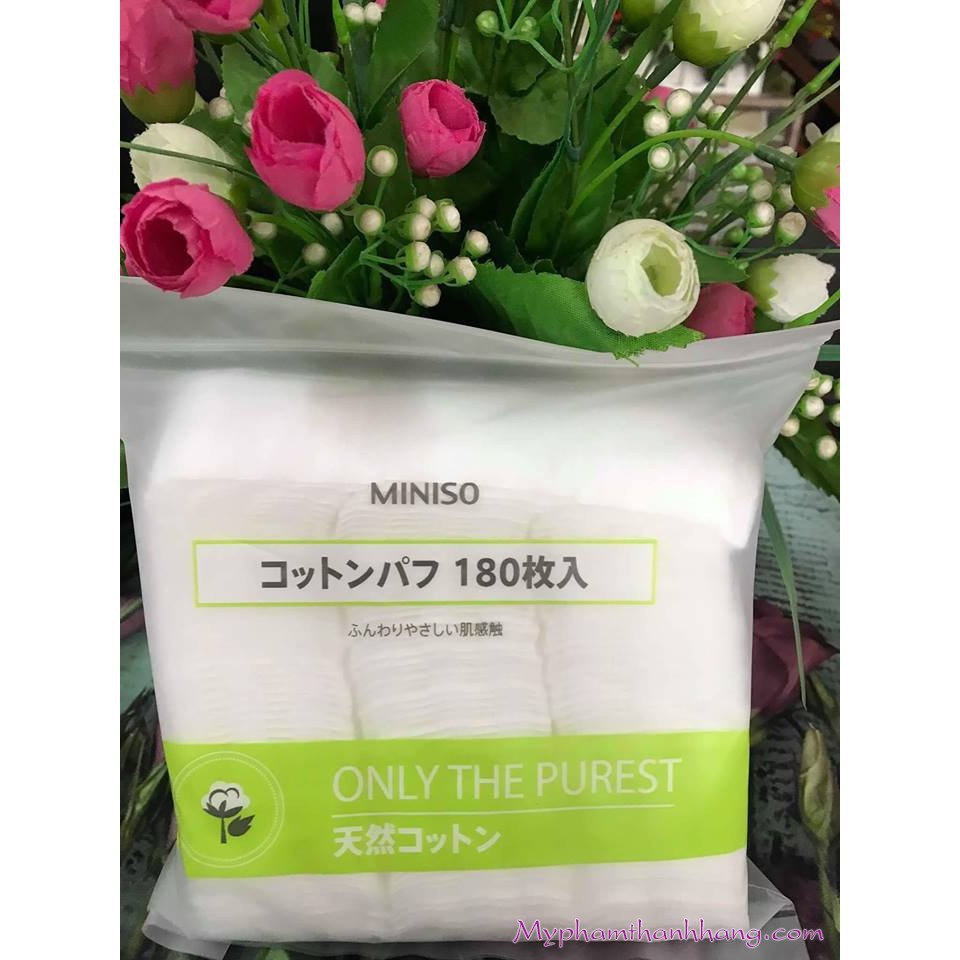 MINISO
コットンパフ 180枚入
ふんわりやさしい肌感触
ONLY THE PUREST
天然コットン
Myphamthanhhang.com